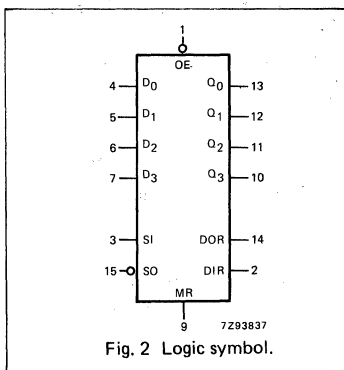 1
OE
4 D0 Q0 13
5 D1 Q1 12
6 D2 Q2 11
7 D3 Q3 10
3 SI DOR 14
15 SO DIR 2
MR
9 7Z93837
Fig. 2 Logic symbol.